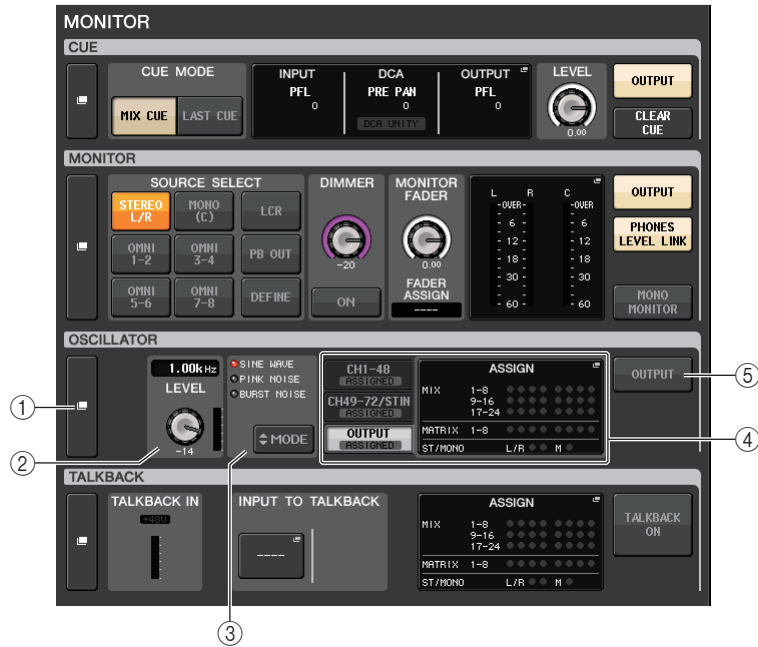 MONITOR
CUE
CUE MODE
MIX CUE
LAST CUE
INPUT
PFL
0
DCA
PRE PAN
0
DCA UNITY
OUTPUT
PFL
0
LEVEL
0.00
OUTPUT
CLEAR
CUE
MONITOR
SOURCE SELECT
STEREO
L/R
MONO
(C)
LCR
OMNI
1-2
OMNI
3-4
PB OUT
OMNI
5-6
OMNI
7-8
DEFINE
DIMMER
-20
ON
MONITOR
FADER
0.00
FADER
ASSIGN
----
L R C
-OVER- -OVER-
6 6
12 12
18 18
30 30
60 60
OUTPUT
PHONES
LEVEL LINK
MONO
MONITOR
OSCILLATOR
1.00kHz
LEVEL
-14
SINE WAVE
PINK NOISE
BURST NOISE
MODE
CH1-48
ASSIGNED
CH49-72/STIN
ASSIGNED
OUTPUT
ASSIGNED
ASSIGN
MIX 1-8
9-16
17-24
MATRIX 1-8
ST/MONO L/R M
OUTPUT
1
2
3
4
5
TALKBACK
TALKBACK IN
+48V
INPUT TO TALKBACK
----
ASSIGN
MIX 1-8
9-16
17-24
MATRIX 1-8
ST/MONO L/R M
TALKBACK
ON